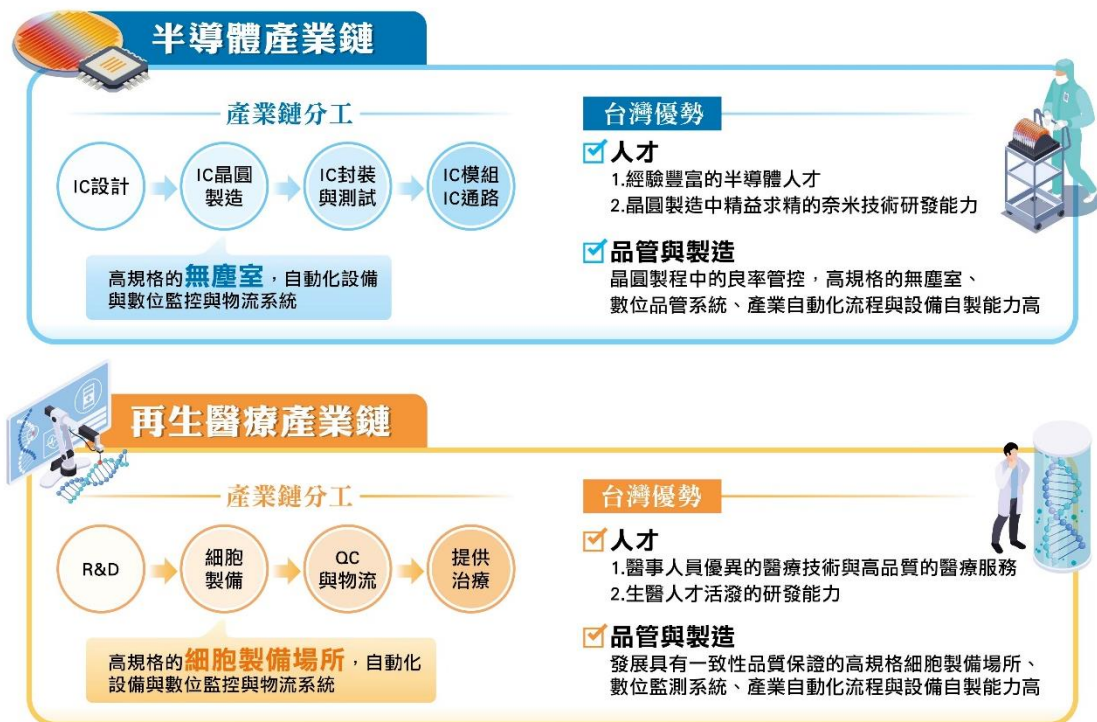 半導體產業鏈
產業鏈分工
IC設計
IC晶圓
製造
IC封裝
與測試
IC模組
IC通路
高規格的無塵室，自動化設備
與數位監控與物流系統
台灣優勢
人才
1.經驗豐富的半導體人才
2.晶圓製造中精益求精的奈米技術研發能力
品管與製造
晶圓製程中的良率管控，高規格的無塵室、
數位品管系統、產業自動化流程與設備自製能力高
再生醫療產業鏈
產業鏈分工
R&D
細胞
製備
QC
與物流
提供
治療
高規格的細胞製備場所，自動化
設備與數位監控與物流系統
台灣優勢
人才
1.醫事人員優異的醫療技術與高品質的醫療服務
2.生醫人才活潑的研發能力
品管與製造
發展具有一致性品質保證的高規格細胞製備場所、
數位監測系統、產業自動化流程與設備自製能力高